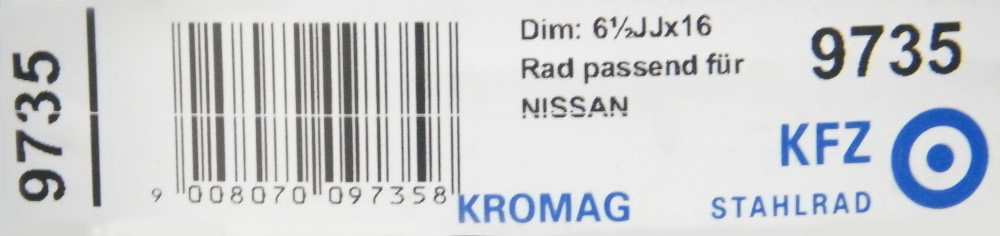 9735
9 008070 097358
Dim: 6½JJx16
Rad passend für
NISSAN
9735
KFZ
KROMAG
STAHLRAD